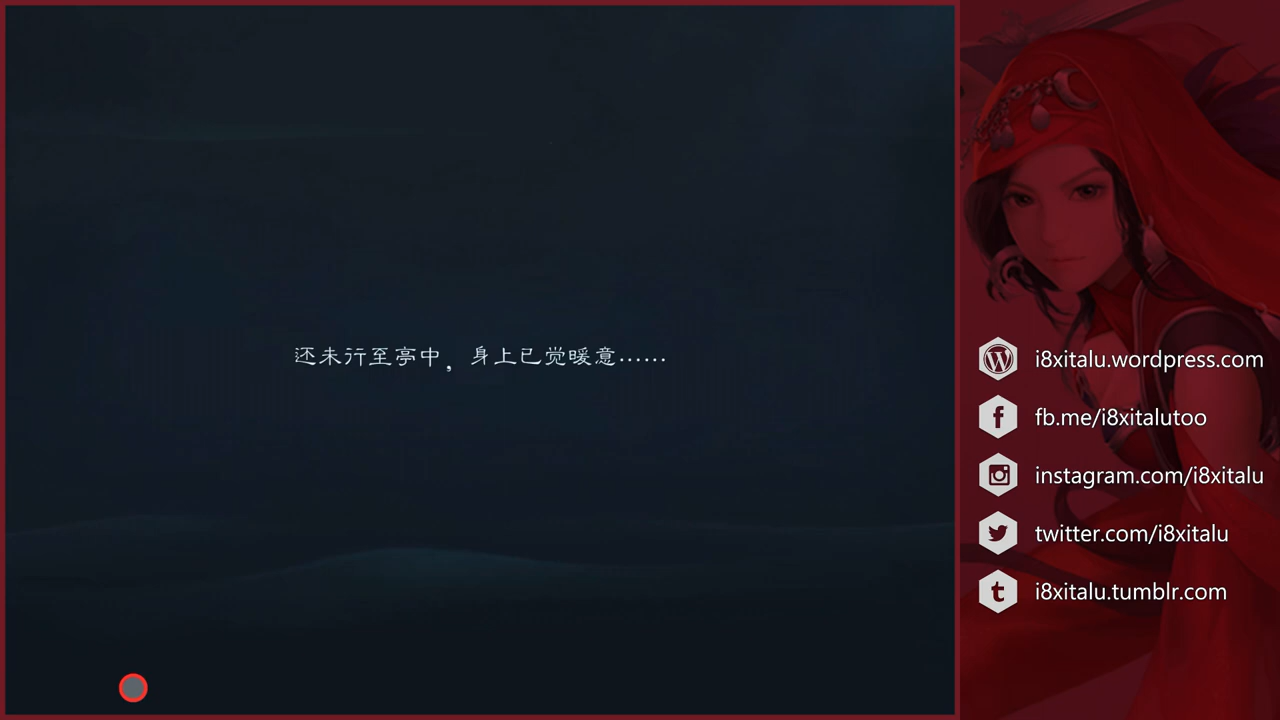 还未行至亭中，身上已觉暖意……
i8xitalu.wordpress.com
fb.me/i8xitalutoo
instagram.com/i8xitalu
twitter.com/i8xitalu
i8xitalu.tumblr.com